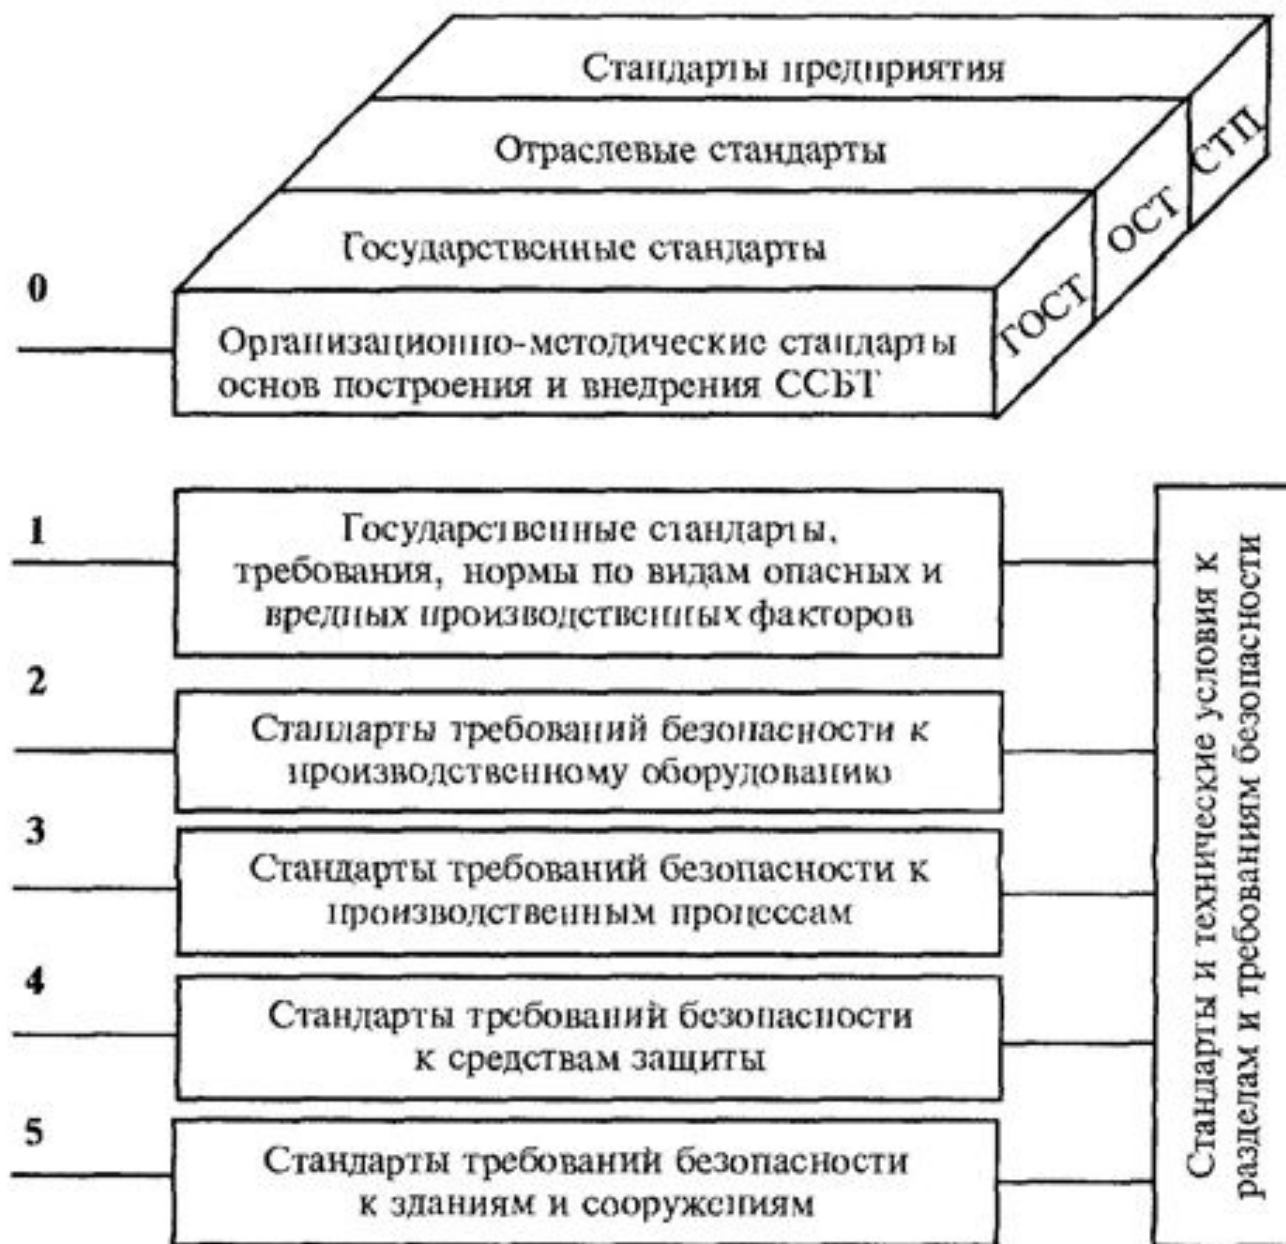 Стандарты предприятия
СТП
Отраслевые стандарты
ОСТ
Государственные стандарты
ГОСТ
0
Организационно-методические стандарты
основ построения и внедрения ССБТ
1
Государственные стандарты,
требования, нормы по видам опасных и
вредных производственных факторов
2
Стандарты требований безопасности к
производственному оборудованию
3
Стандарты требований безопасности к
производственным процессам
4
Стандарты требований безопасности
к средствам защиты
5
Стандарты требований безопасности
к зданиям и сооружениям
Стандарты и технические условия к
разделам и требованиям безопасности